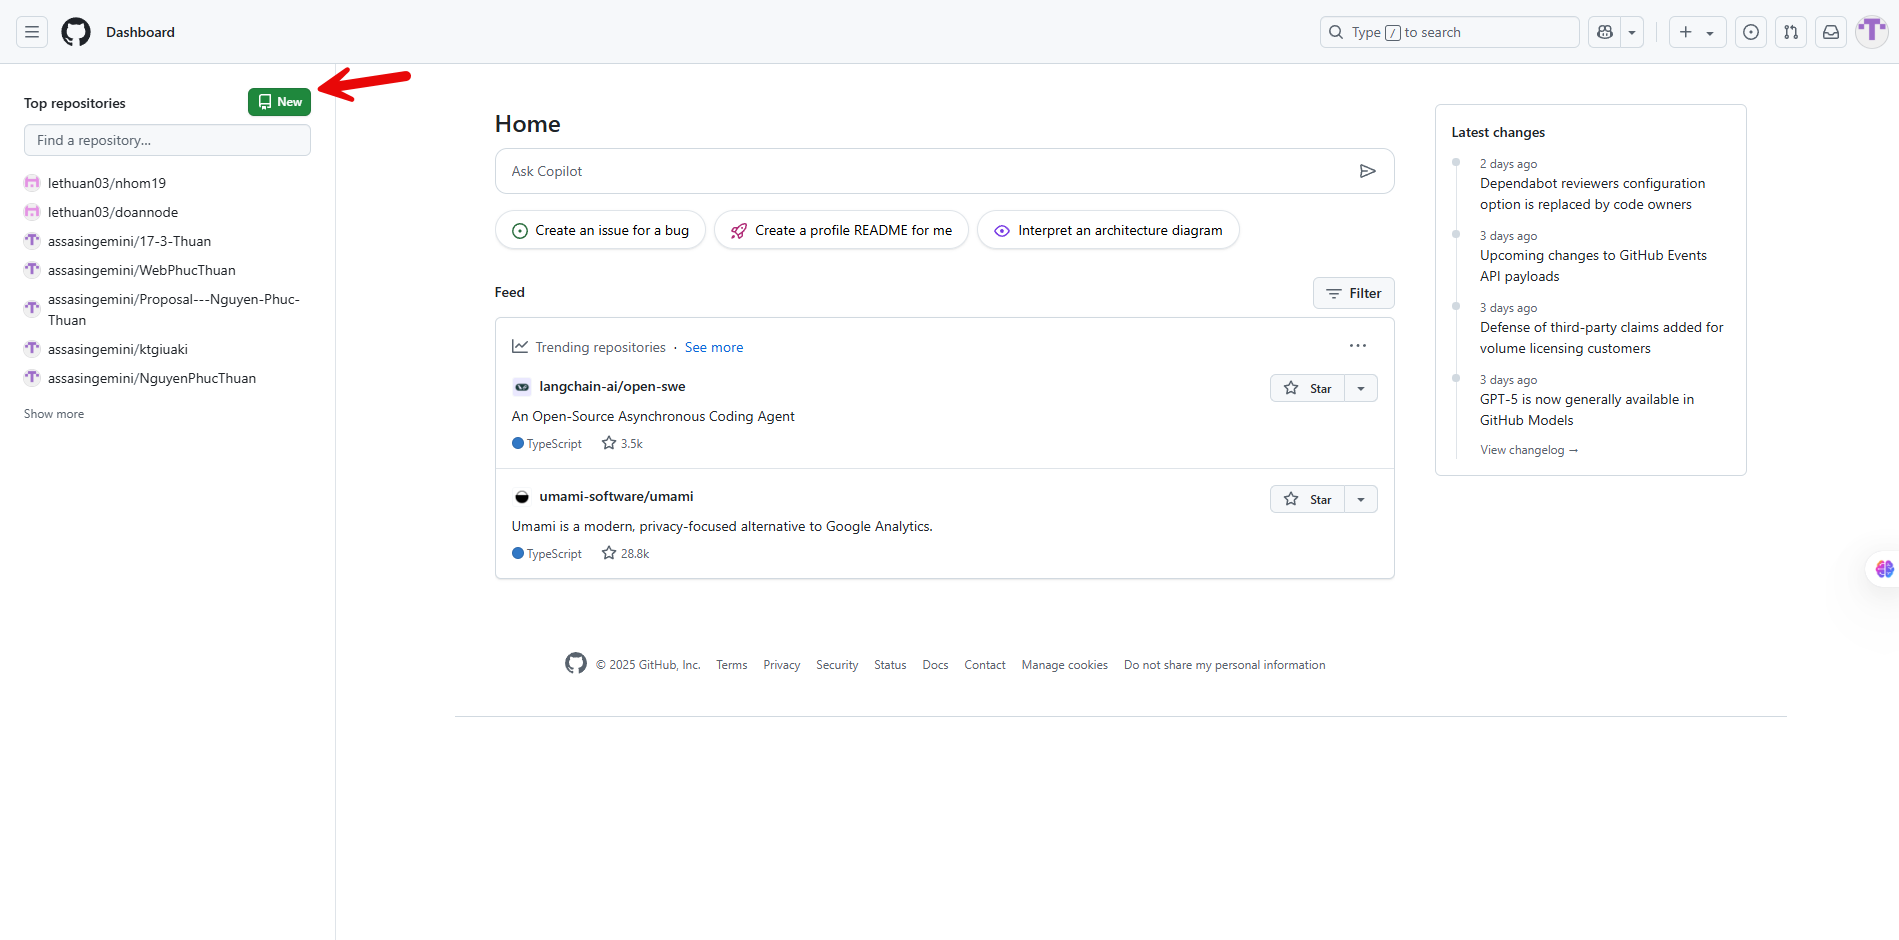 Dashboard
Type / to search
Top repositories
New
Find a repository...
lethuan03/nhom19
lethuan03/doannode
assasingemini/17-3-Thuan
assasingemini/WebPhucThuan
assasingemini/Proposal---Nguyen-Phuc-
Thuan
assasingemini/ktgiuaki
assasingemini/NguyenPhucThuan
Show more
Home
Ask Copilot
Create an issue for a bug
Create a profile README for me
Interpret an architecture diagram
Feed
Filter
Trending repositories · See more
langchain-ai/open-swe
Star
An Open-Source Asynchronous Coding Agent
TypeScript 3.5k
umami-software/umami
Star
Umami is a modern, privacy-focused alternative to Google Analytics.
TypeScript 28.8k
Latest changes
2 days ago
Dependabot reviewers configuration
option is replaced by code owners
3 days ago
Upcoming changes to GitHub Events
API payloads
3 days ago
Defense of third-party claims added for
volume licensing customers
3 days ago
GPT-5 is now generally available in
GitHub Models
View changelog →
© 2025 GitHub, Inc. Terms Privacy Security Status Docs Contact Manage cookies Do not share my personal information